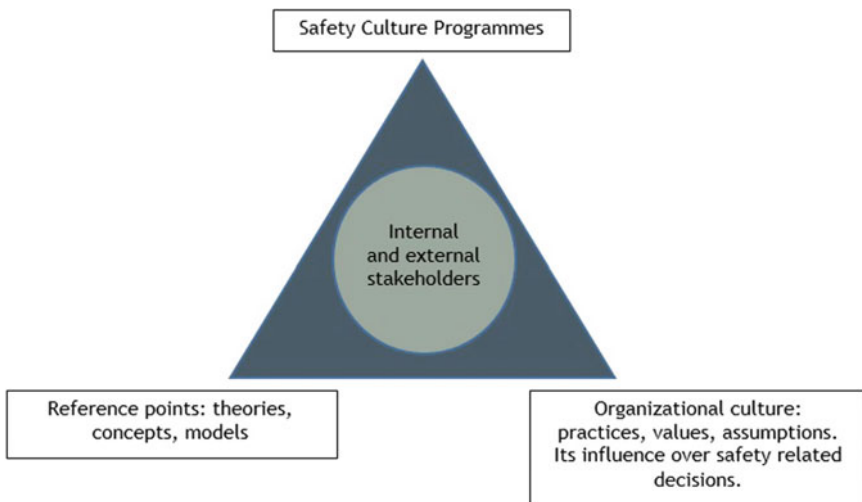 Safety Culture Programmes
Internal
and external
stakeholders
Reference points: theories,
concepts, models
Organizational culture:
practices, values, assumptions.
Its influence over safety related
decisions.